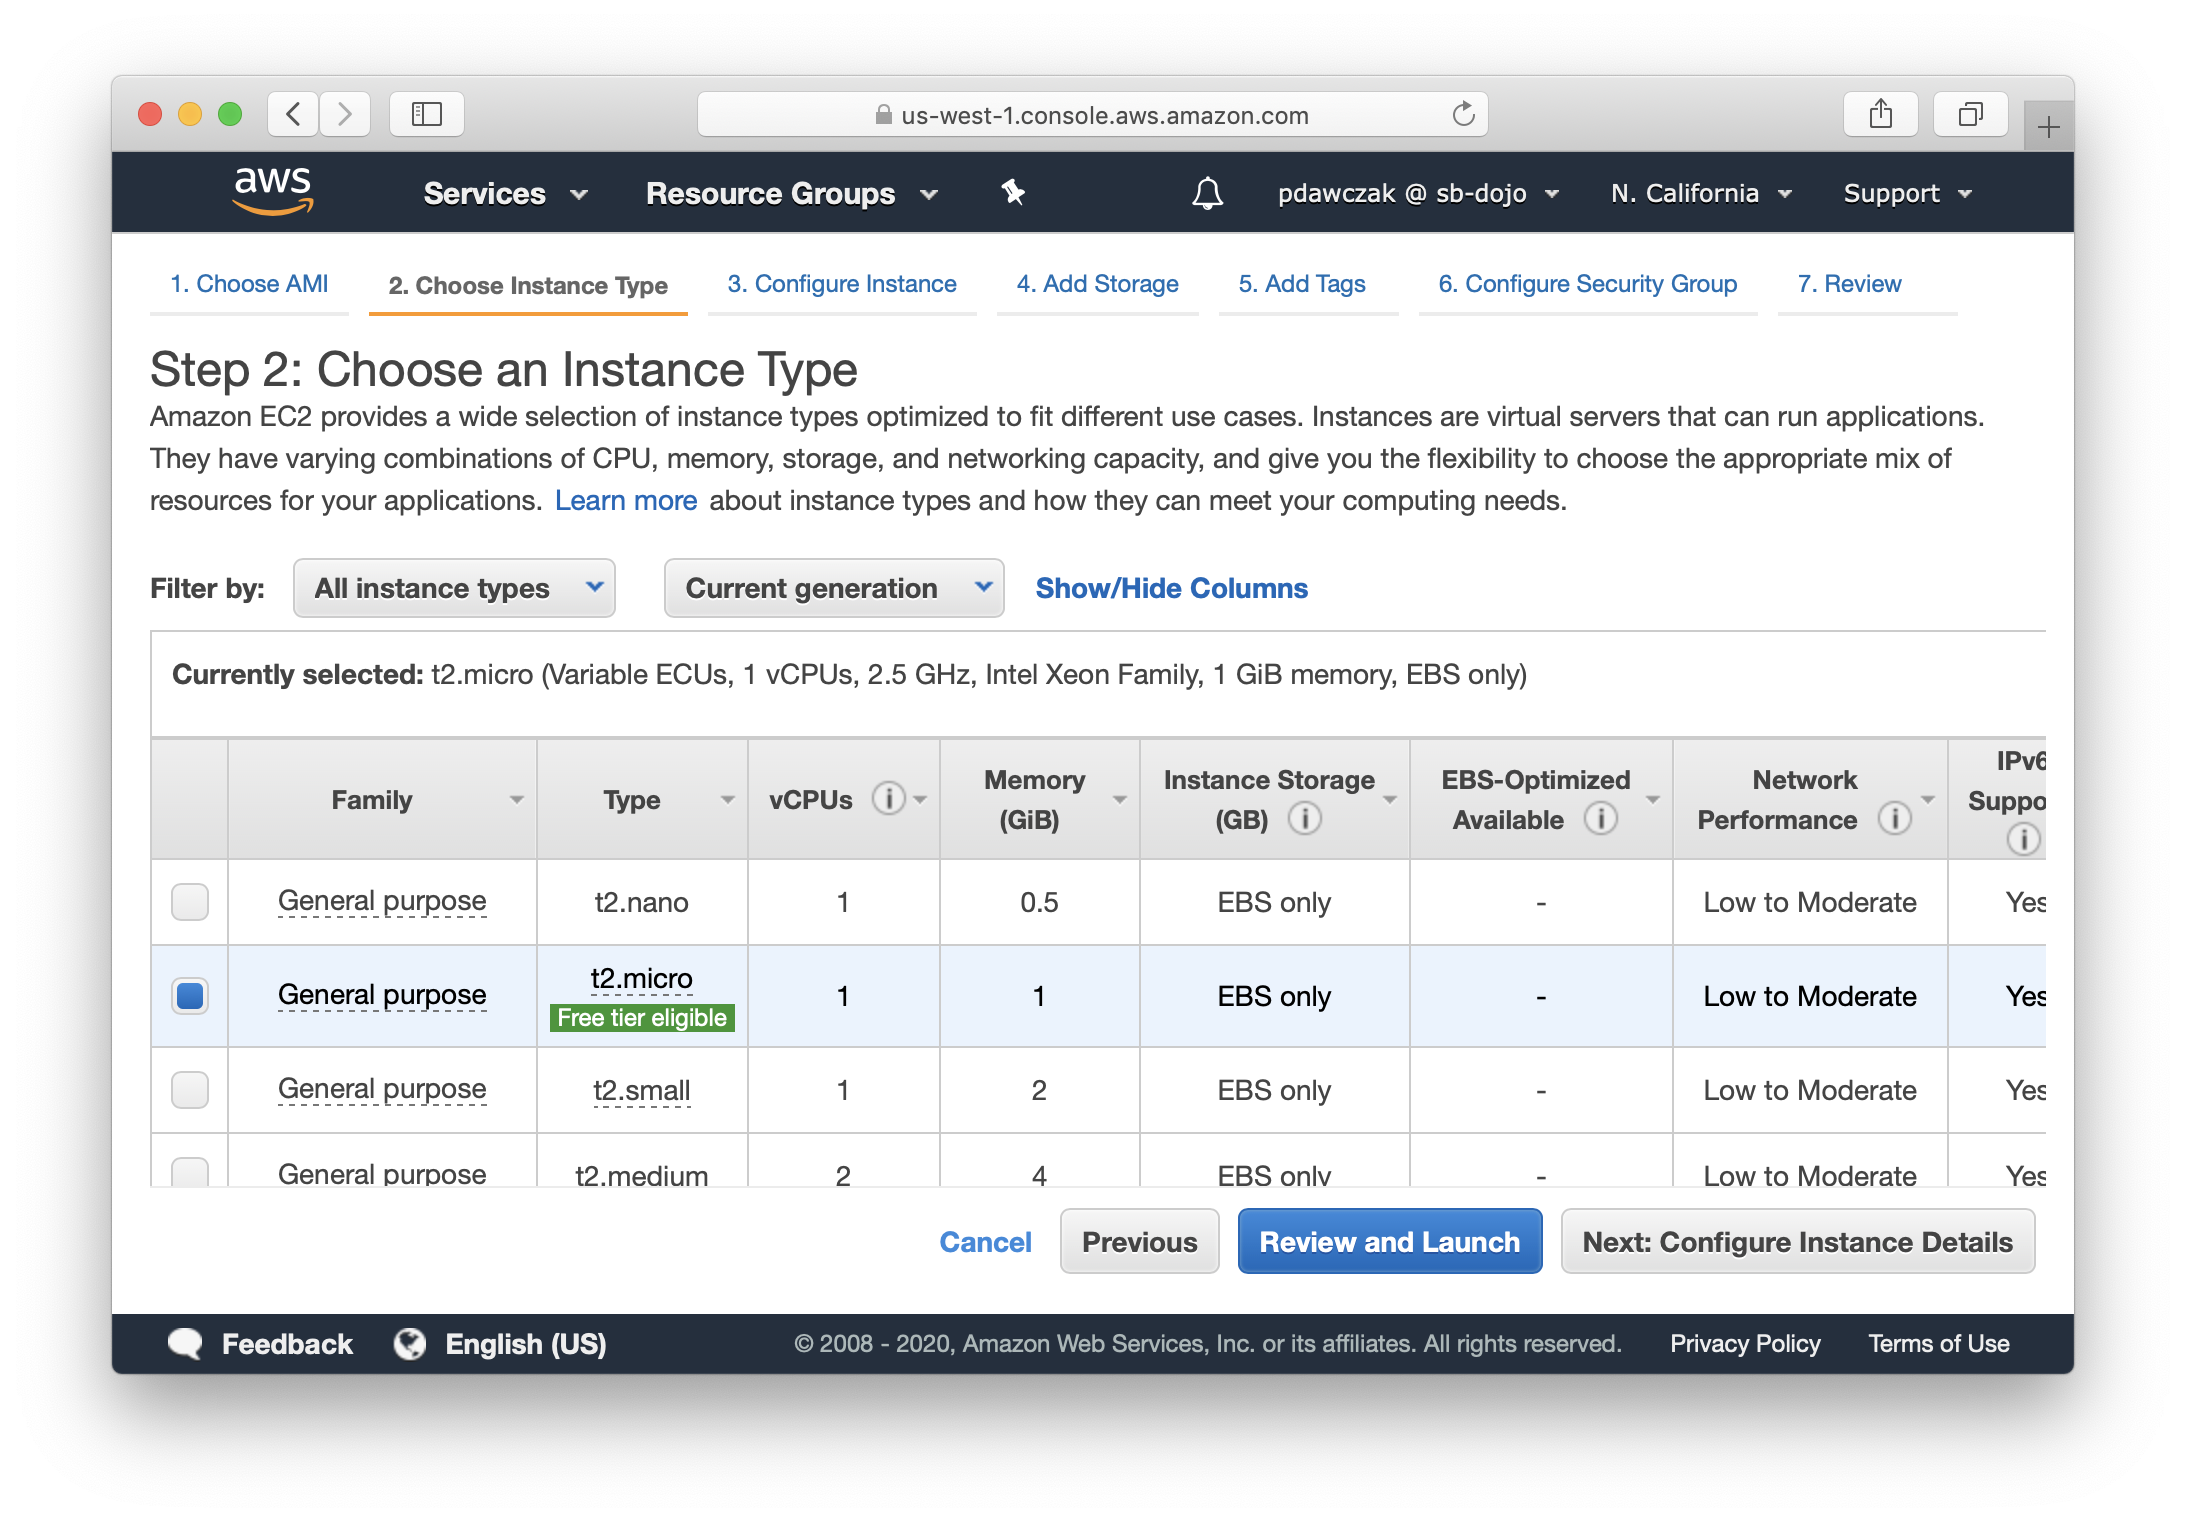 us-west-1.console.aws.amazon.com
aws Services Resource Groups pdawczak @ sb-dojo N. California Support
1. Choose AMI 2. Choose Instance Type 3. Configure Instance 4. Add Storage 5. Add Tags 6. Configure Security Group 7. Review
Step 2: Choose an Instance Type
Amazon EC2 provides a wide selection of instance types optimized to fit different use cases. Instances are virtual servers that can run applications.
They have varying combinations of CPU, memory, storage, and networking capacity, and give you the flexibility to choose the appropriate mix of
resources for your applications. Learn more about instance types and how they can meet your computing needs.
Filter by: All instance types Current generation Show/Hide Columns
Currently selected: t2.micro (Variable ECUs, 1 vCPUs, 2.5 GHz, Intel Xeon Family, 1 GiB memory, EBS only)
Family Type vCPUs Memory (GiB) Instance Storage (GB) EBS-Optimized Available Network Performance IPv6 Suppo
General purpose t2.nano 1 0.5 EBS only - Low to Moderate Yes
General purpose t2.micro Free tier eligible 1 1 EBS only - Low to Moderate Yes
General purpose t2.small 1 2 EBS only - Low to Moderate Yes
General purpose t2.medium 2 4 EBS only - Low to Moderate Yes
Cancel Previous Review and Launch Next: Configure Instance Details
Feedback English (US) © 2008 - 2020, Amazon Web Services, Inc. or its affiliates. All rights reserved. Privacy Policy Terms of Use